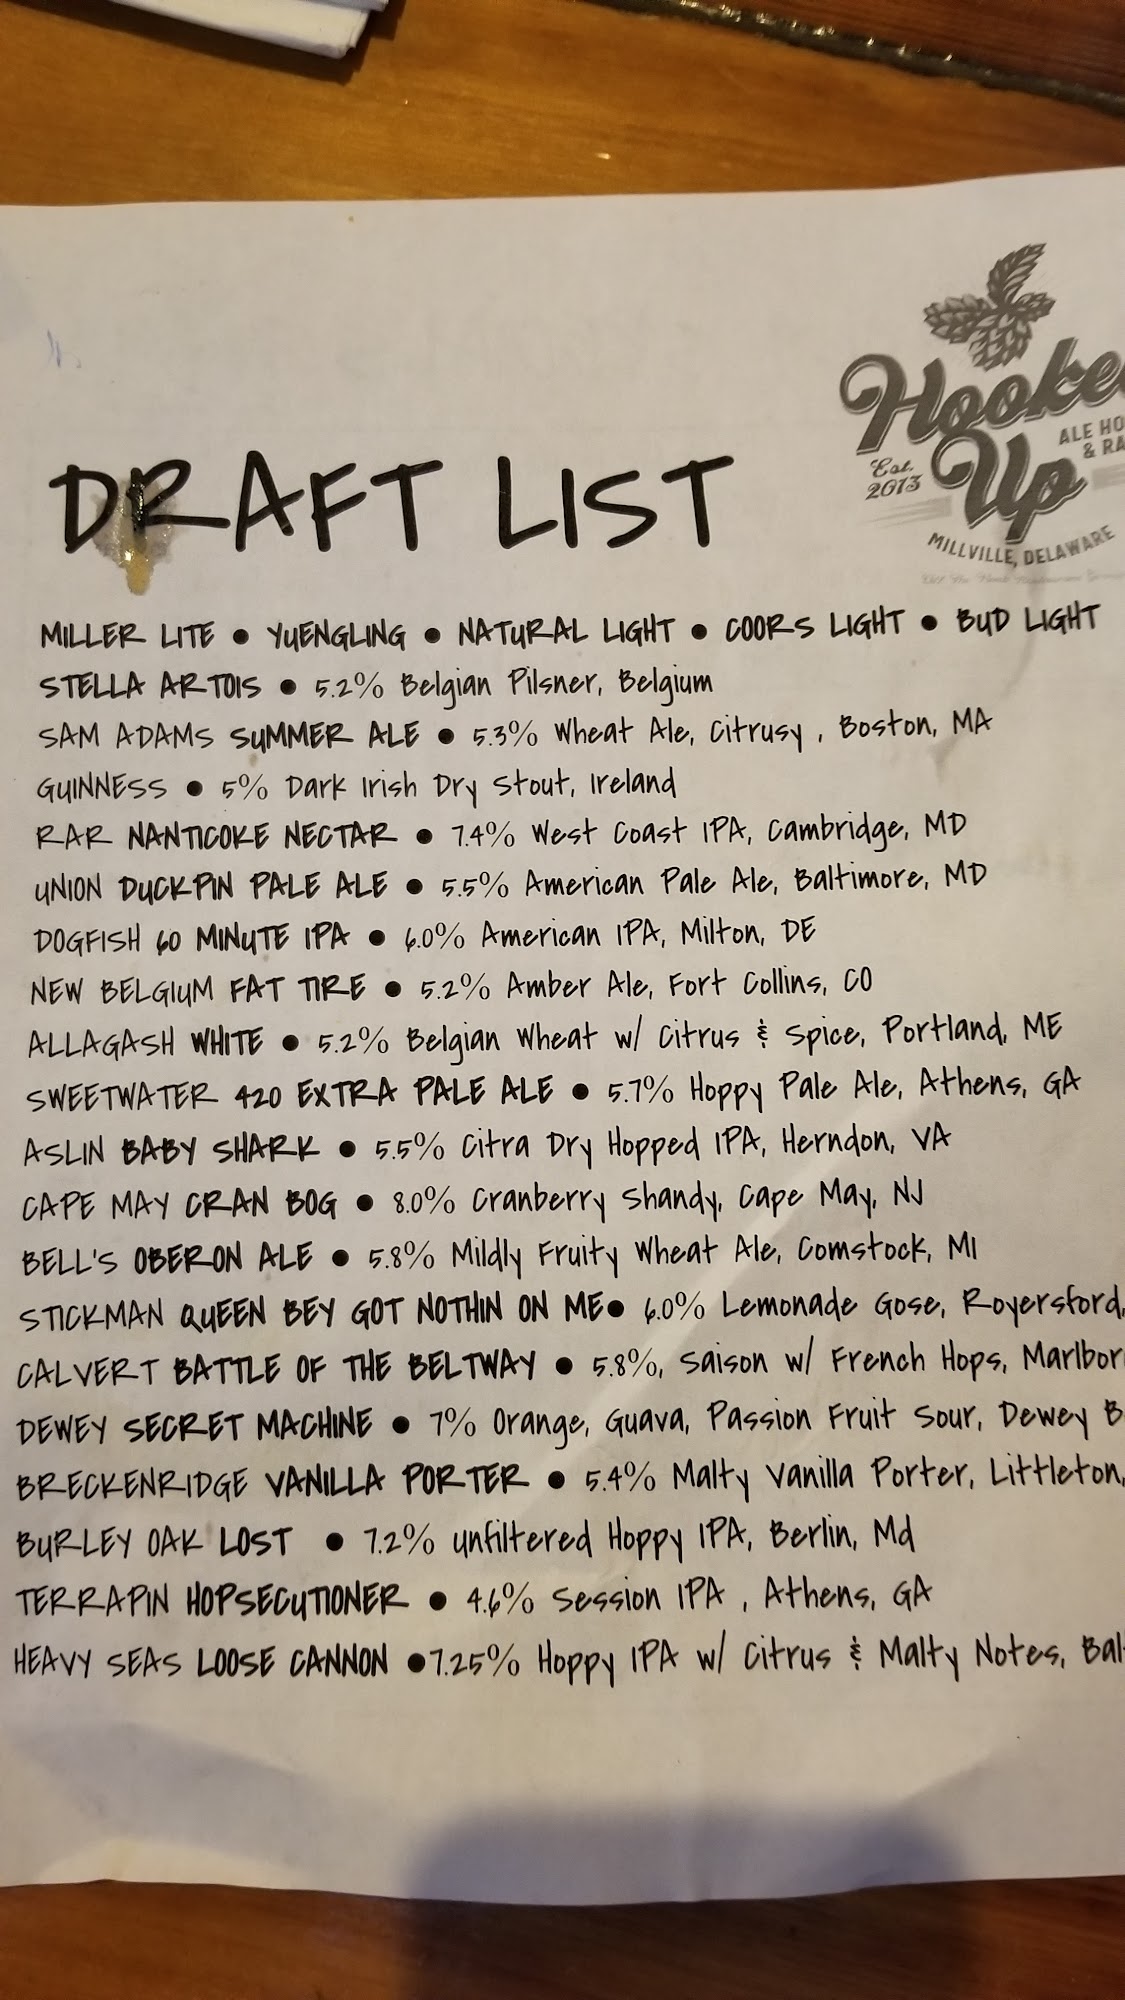 Hooke
Up
ALE HO
& RA
Est.
2013
MILLVILLE, DELAWARE
DRAFT LIST
MILLER LITE ● YUENGLING ● NATURAL LIGHT ● COORS LIGHT ● BUD LIGHT
STELLA ARTOIS ● 5.2% Belgian Pilsner, Belgium
SAM ADAMS SUMMER ALE ● 5.3% Wheat Ale, Citrusy , Boston, MA
GUINNESS ● 5% Dark Irish Dry Stout, Ireland
RAR NANTICOKE NECTAR ● 7.4% West Coast IPA, Cambridge, MD
UNION DUCKPIN PALE ALE ● 5.5% American Pale Ale, Baltimore, MD
DOGFISH 60 MINUTE IPA ● 6.0% American IPA, Milton, DE
NEW BELGIUM FAT TIRE ● 5.2% Amber Ale, Fort Collins, CO
ALLAGASH WHITE ● 5.2% Belgian Wheat w/ Citrus & Spice, Portland, ME
SWEETWATER 420 EXTRA PALE ALE ● 5.7% Hoppy Pale Ale, Athens, GA
ASLIN BABY SHARK ● 5.5% Citra Dry Hopped IPA, Herndon, VA
CAPE MAY CRAN BOG ● 8.0% Cranberry Shandy, Cape May, NJ
BELL'S OBERON ALE ● 5.8% Mildly Fruity Wheat Ale, Comstock, MI
STICKMAN QUEEN BEY GOT NOTHIN ON ME● 6.0% Lemonade Gose, Royersford,
CALVERT BATTLE OF THE BELTWAY ● 5.8%, Saison w/ French Hops, Marlbor
DEWEY SECRET MACHINE ● 7% Orange, Guava, Passion Fruit Sour, Dewey B
BRECKENRIDGE VANILLA PORTER ● 5.4% Malty Vanilla Porter, Littleton,
BURLEY OAK LOST ● 7.2% Unfiltered Hoppy IPA, Berlin, Md
TERRAPIN HOPSECUTIONER ● 4.6% Session IPA , Athens, GA
HEAVY SEAS LOOSE CANNON ●7.25% Hoppy IPA w/ Citrus & Malty Notes, Bal